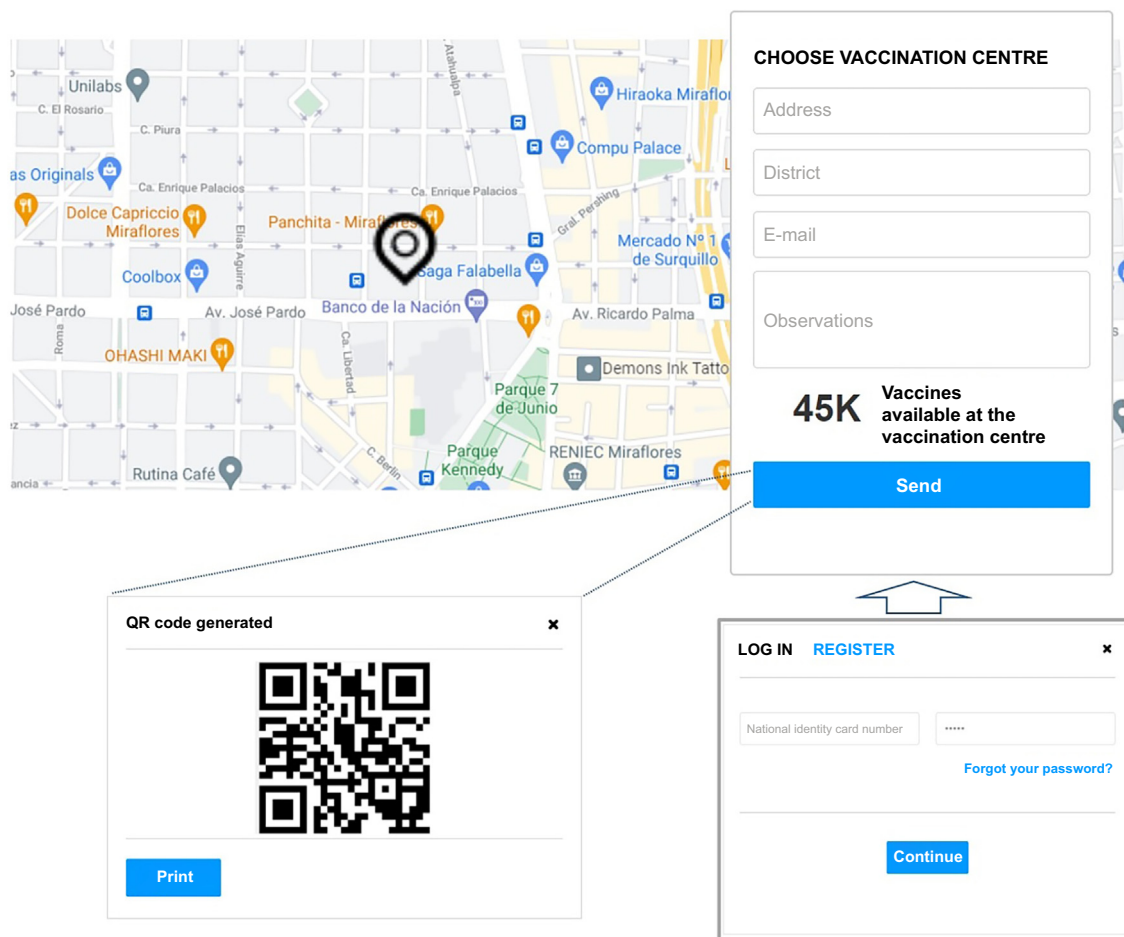 CHOOSE VACCINATION CENTRE
Address
District
E-mail
Observations
45K
Vaccines
available at the
vaccination centre
Send
Atahualpa
Unilabs
C. El Rosario
Hiraoka Miraflor
C. Piura
Compu Palace
as Originals
Ca. Enrique Palacios
Ca. Enrique Palacios
Gral. Pershing
Dolce Capriccio
Miraflores
Panchita - Miraflores
Elías Aguirre
Mercado Nº 1
de Surquillo
Coolbox
Saga Falabella
José Pardo
Av. José Pardo
Banco de la Nación
Av. Ricardo Palma
Roma
OHASHI MAKI
Ca. Libertad
Demons Ink Tatto
Parque 7
de Junio
Parque
Kennedy
C. Berlín
RENIEC Miraflores
Rutina Café
ancia
QR code generated
Print
LOG IN REGISTER
National identity card number
•••••
Forgot your password?
Continue